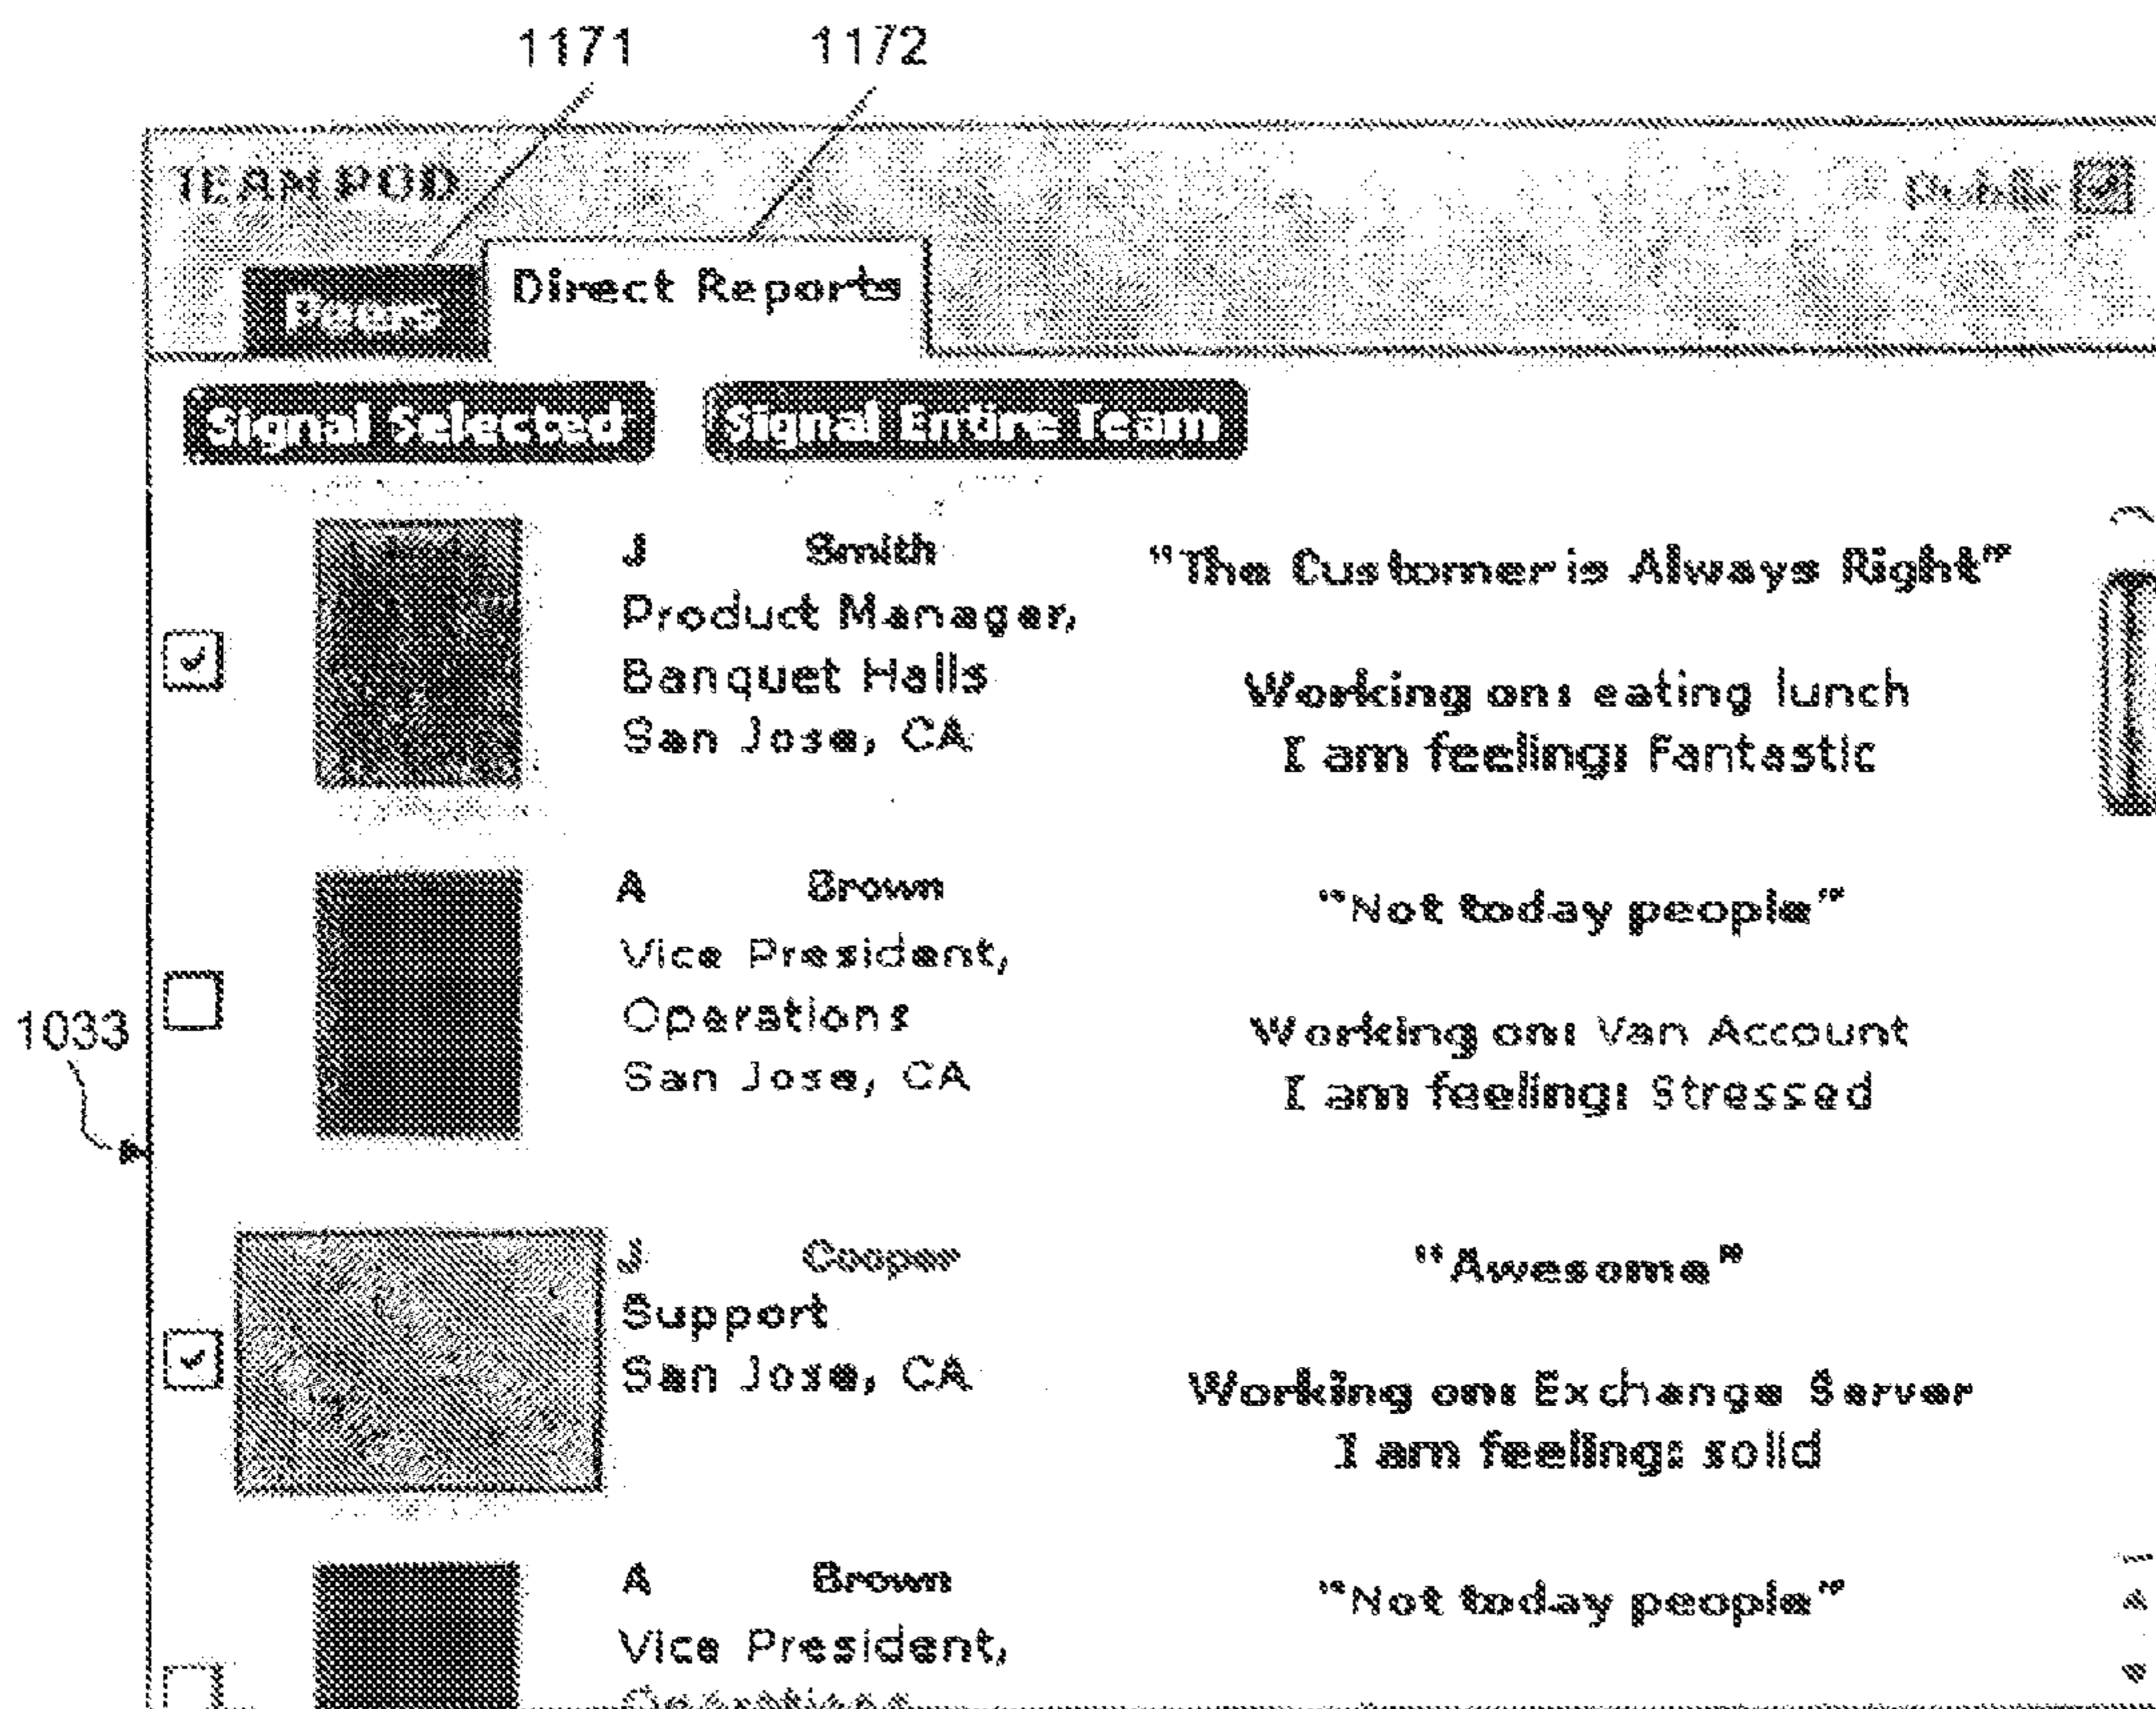 1171 1172
TEAM POD Public
Peers Direct Reports
Signal Selected Signal Entire Team
J Smith
Product Manager,
Banquet Halls
San Jose, CA
"The Customer is Always Right"
Working on: eating lunch
I am feeling: Fantastic
A Brown
Vice President,
Operations
San Jose, CA
"Not today people"
Working on: Van Account
I am feeling: Stressed
1033
J Cooper
Support
San Jose, CA
"Awesome"
Working on: Exchange Server
I am feeling: solid
A Brown
Vice President,
Operations
"Not today people"